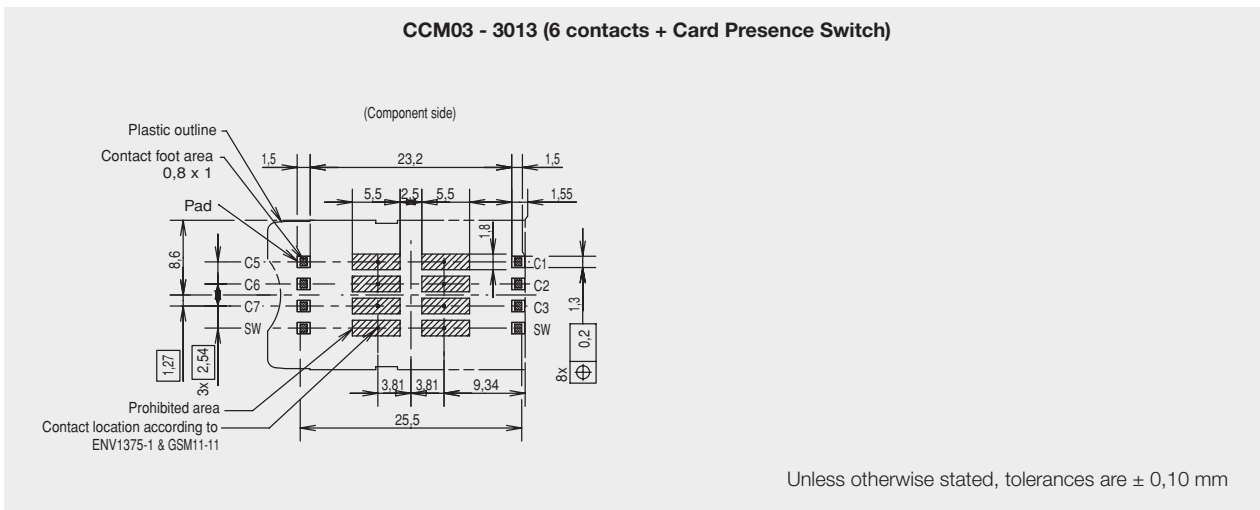 CCM03 - 3013 (6 contacts + Card Presence Switch)
(Component side)
Plastic outline
Contact foot area
0,8 x 1
Pad
1,5
23,2
1,5
5,5
2,5
5,5
1,55
8,6
1,8
C5
C1
C6
C2
C7
C3
SW
SW
1,3
0,2
8x
1,27
3x 2,54
3,81
3,81
9,34
Prohibited area
25,5
Contact location according to
ENV1375-1 & GSM11-11
Unless otherwise stated, tolerances are ± 0,10 mm